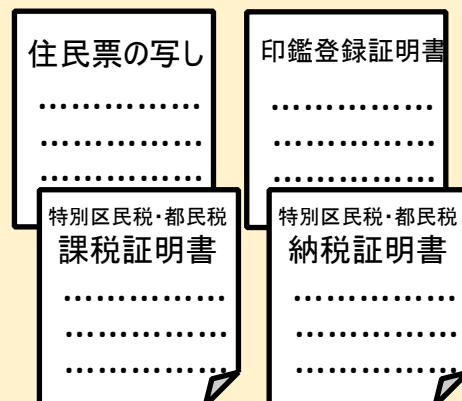 住民票の写し
印鑑登録証明書
特別区民税・都民税
課税証明書
特別区民税・都民税
納税証明書